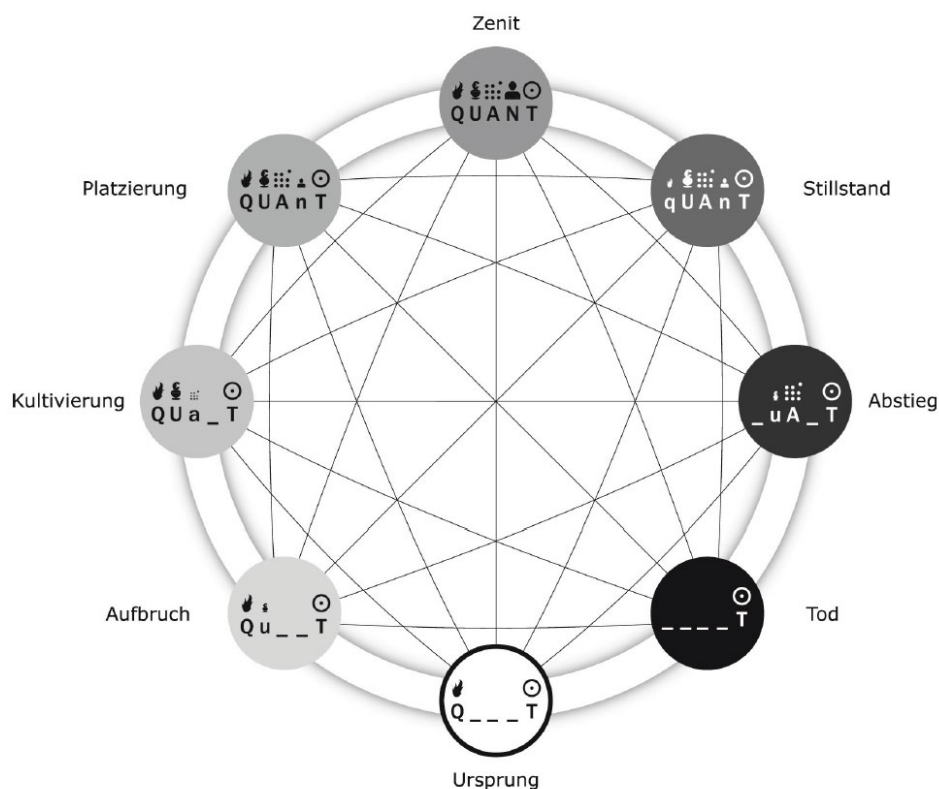 Zenit
QUANT
Platzierung
QUAnT
Stillstand
qUAnT
Kultivierung
QUa_T
Abstieg
_uA_T
Aufbruch
Qu__T
Tod
____T
Ursprung
Q___T